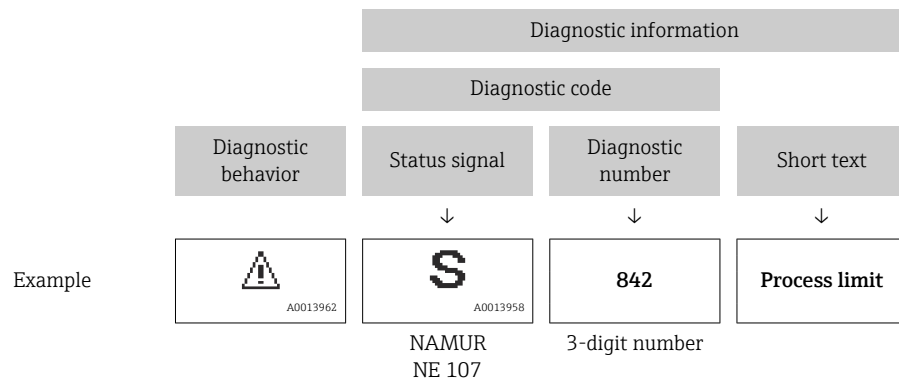 Diagnostic information
Diagnostic code
Diagnostic
behavior
Status signal
Diagnostic
number
Short text
↓ ↓ ↓
Example
A0013962
S
A0013958
842
Process limit
NAMUR
NE 107
3-digit number